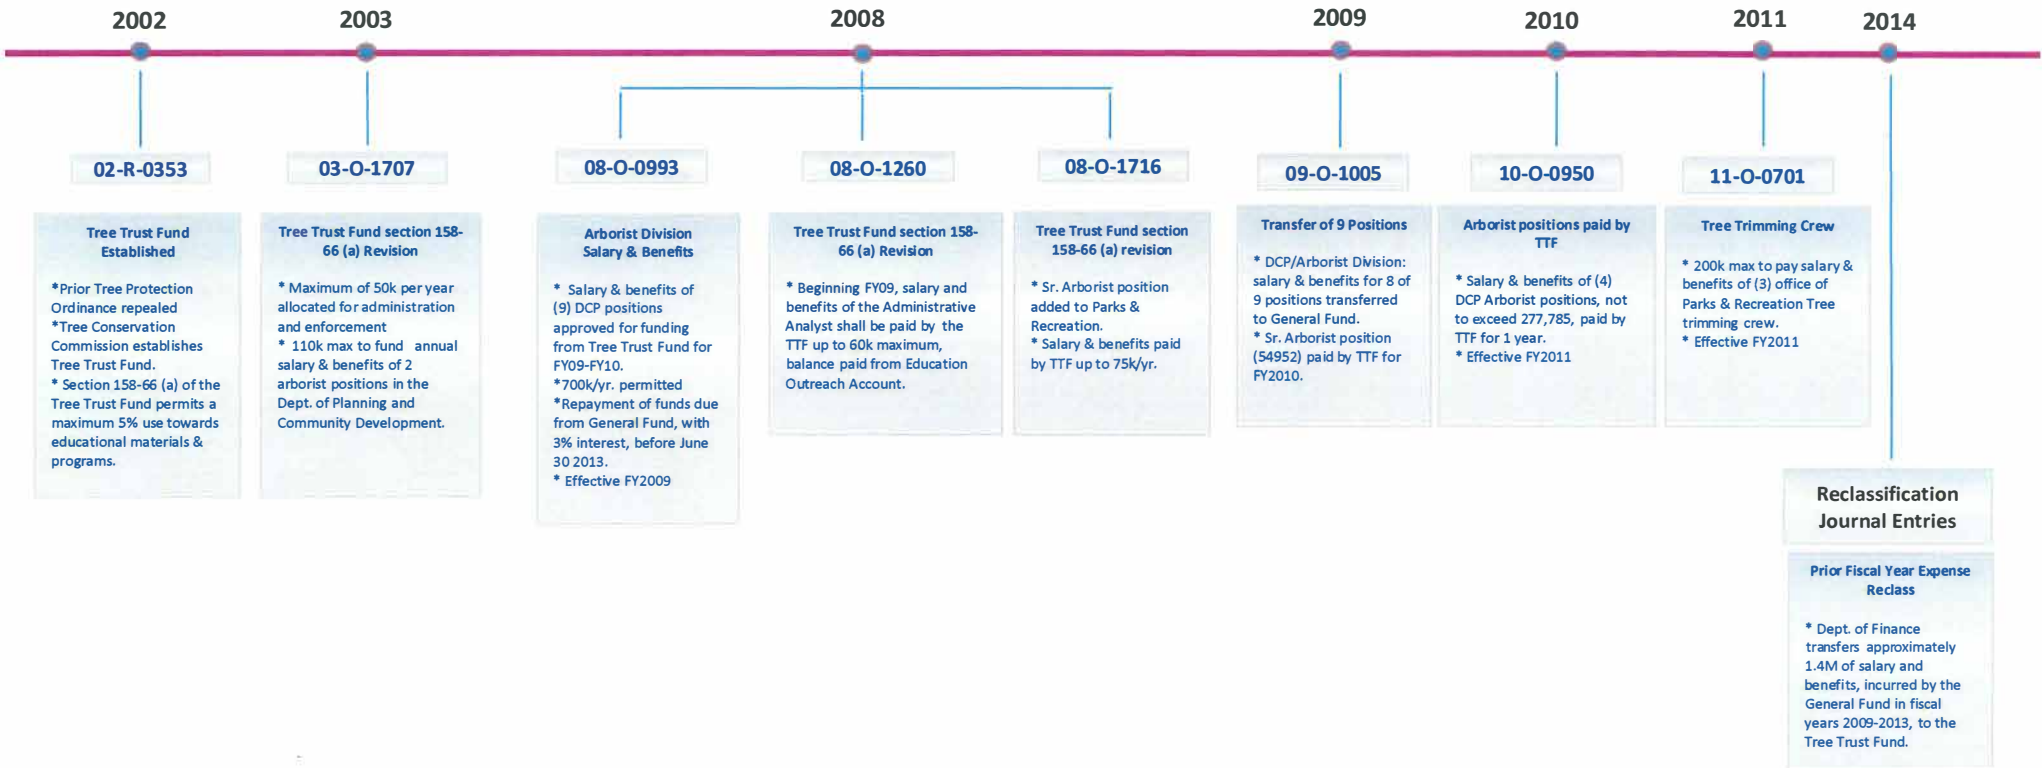 2002
2003
2008
2009
2010
2011
2014
02-R-0353
Tree Trust Fund
Established
*Prior Tree Protection
Ordinance repealed
*Tree Conservation
Commission establishes
Tree Trust Fund.
* Section 158-66 (a) of the
Tree Trust Fund permits a
maximum 5% use towards
educational materials &
programs.
03-O-1707
Tree Trust Fund section 158-
66 (a) Revision
* Maximum of 50k per year
allocated for administration
and enforcement
* 110k max to fund annual
salary & benefits of 2
arborist positions in the
Dept. of Planning and
Community Development.
08-O-0993
Arborist Division
Salary & Benefits
* Salary & benefits of
(9) DCP positions
approved for funding
from Tree Trust Fund for
FY09-FY10.
*700k/yr. permitted
*Repayment of funds due
from General Fund, with
3% interest, before June
30 2013.
* Effective FY2009
08-O-1260
Tree Trust Fund section 158-
66 (a) Revision
* Beginning FY09, salary and
benefits of the Administrative
Analyst shall be paid by the
TTF up to 60k maximum,
balance paid from Education
Outreach Account.
08-O-1716
Tree Trust Fund section
158-66 (a) revision
* Sr. Arborist position
added to Parks &
Recreation.
* Salary & benefits paid
by TTF up to 75k/yr.
09-O-1005
Transfer of 9 Positions
* DCP/Arborist Division:
salary & benefits for 8 of
9 positions transferred
to General Fund.
* Sr. Arborist position
(54952) paid by TTF for
FY2010.
10-O-0950
Arborist positions paid by
TTF
* Salary & benefits of (4)
DCP Arborist positions, not
to exceed 277,785, paid by
TTF for 1 year.
* Effective FY2011
11-O-0701
Tree Trimming Crew
* 200k max to pay salary &
benefits of (3) office of
Parks & Recreation Tree
trimming crew.
* Effective FY2011
Reclassification
Journal Entries
Prior Fiscal Year Expense
Reclass
* Dept. of Finance
transfers approximately
1.4M of salary and
benefits, incurred by the
General Fund in fiscal
years 2009-2013, to the
Tree Trust Fund.